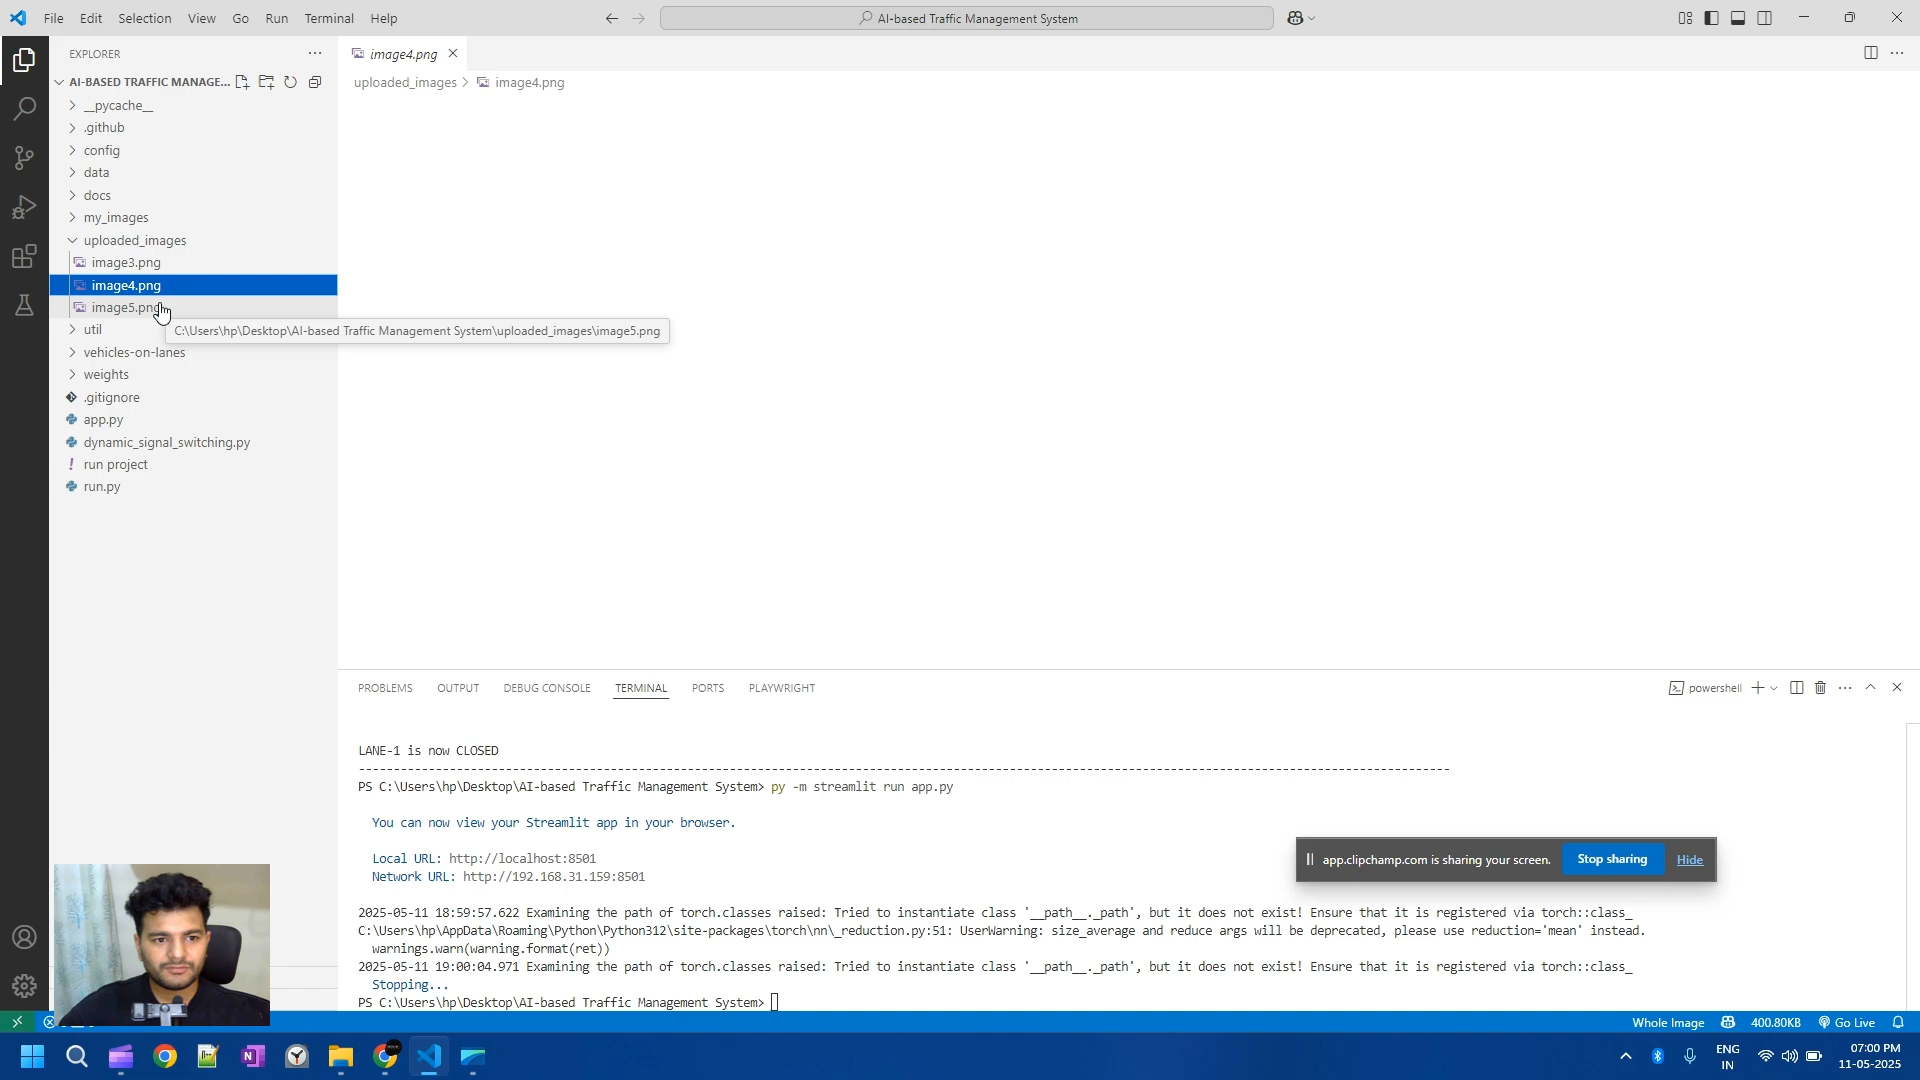 File Edit Selection View Go Run Terminal Help
AI-based Traffic Management System
EXPLORER
AI-BASED TRAFFIC MANAGE...
__pycache__
.github
config
data
docs
my_images
uploaded_images
image3.png
image4.png
image5.png
util
vehicles-on-lanes
weights
.gitignore
app.py
dynamic_signal_switching.py
run project
run.py
C:\Users\hp\Desktop\AI-based Traffic Management System\uploaded_images\image5.png
image4.png
uploaded_images > image4.png
PROBLEMS OUTPUT DEBUG CONSOLE TERMINAL PORTS PLAYWRIGHT
powershell
LANE-1 is now CLOSED
PS C:\Users\hp\Desktop\AI-based Traffic Management System> py -m streamlit run app.py
You can now view your Streamlit app in your browser.
Local URL: http://localhost:8501
Network URL: http://192.168.31.159:8501
2025-05-11 18:59:57.622 Examining the path of torch.classes raised: Tried to instantiate class '__path__._path', but it does not exist! Ensure that it is registered via torch::class_
C:\Users\hp\AppData\Roaming\Python\Python312\site-packages\torch\nn\_reduction.py:51: UserWarning: size_average and reduce args will be deprecated, please use reduction='mean' instead.
warnings.warn(warning.format(ret))
2025-05-11 19:00:04.971 Examining the path of torch.classes raised: Tried to instantiate class '__path__._path', but it does not exist! Ensure that it is registered via torch::class_
Stopping...
PS C:\Users\hp\Desktop\AI-based Traffic Management System>
app.clipchamp.com is sharing your screen. Stop sharing Hide
Whole Image 400.80KB Go Live
ENG
IN
07:00 PM
11-05-2025